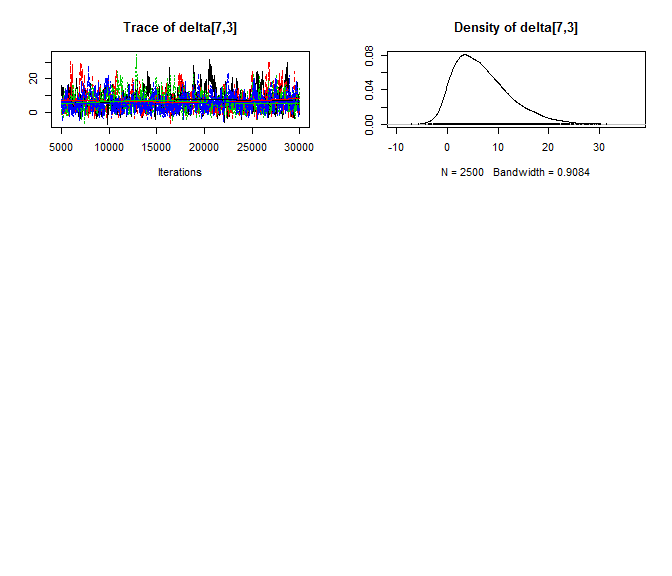 Trace of delta[7,3]
Density of delta[7,3]
0 20
5000 10000 15000 20000 25000 30000
Iterations
0.00 0.04 0.08
-10 0 10 20 30
N = 2500 Bandwidth = 0.9084